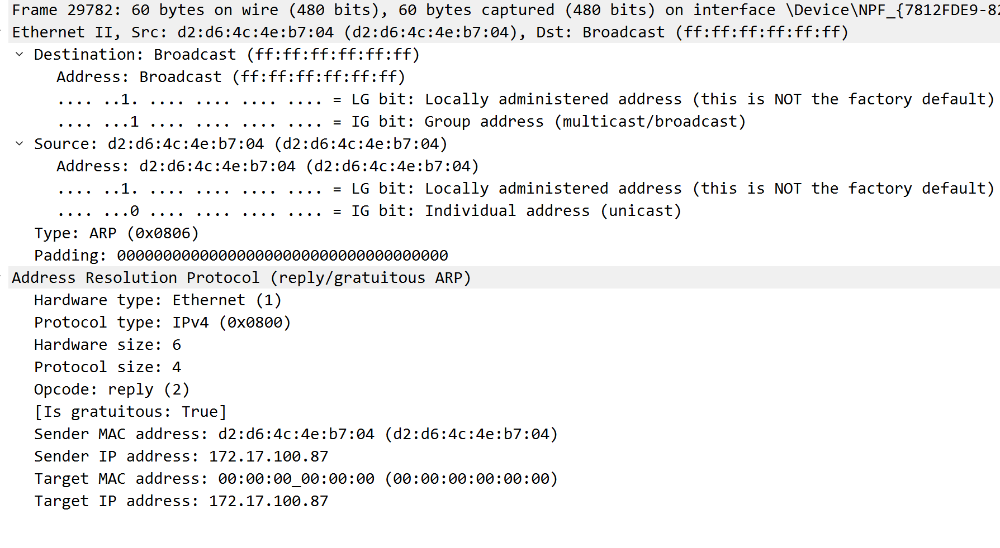 Frame 29782: 60 bytes on wire (480 bits), 60 bytes captured (480 bits) on interface \Device\NPF_{7812FDE9-82
Ethernet II, Src: d2:d6:4c:4e:b7:04 (d2:d6:4c:4e:b7:04), Dst: Broadcast (ff:ff:ff:ff:ff:ff)
Destination: Broadcast (ff:ff:ff:ff:ff:ff)
Address: Broadcast (ff:ff:ff:ff:ff:ff)
.... ..1. .... .... .... .... = LG bit: Locally administered address (this is NOT the factory default)
.... ...1 .... .... .... .... = IG bit: Group address (multicast/broadcast)
Source: d2:d6:4c:4e:b7:04 (d2:d6:4c:4e:b7:04)
Address: d2:d6:4c:4e:b7:04 (d2:d6:4c:4e:b7:04)
.... ..1. .... .... .... .... = LG bit: Locally administered address (this is NOT the factory default)
.... ...0 .... .... .... .... = IG bit: Individual address (unicast)
Type: ARP (0x0806)
Padding: 000000000000000000000000000000000000
Address Resolution Protocol (reply/gratuitous ARP)
Hardware type: Ethernet (1)
Protocol type: IPv4 (0x0800)
Hardware size: 6
Protocol size: 4
Opcode: reply (2)
[Is gratuitous: True]
Sender MAC address: d2:d6:4c:4e:b7:04 (d2:d6:4c:4e:b7:04)
Sender IP address: 172.17.100.87
Target MAC address: 00:00:00_00:00:00 (00:00:00:00:00:00)
Target IP address: 172.17.100.87